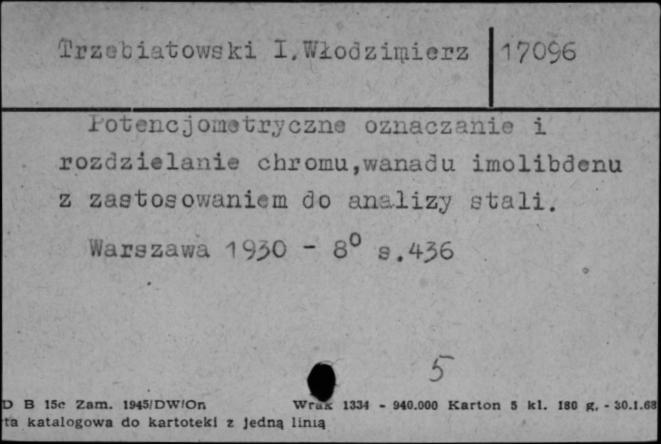 Trzebiatowski I.Włodzimierz 17096
Potencjometryczne oznaczanie i
rozdzielanie chromu,wanadu imolibdenu
z zastosowaniem do analizy stali.
Warszawa 1930 - 8⁰ s.436
5
D B 15c Zam. 1945/DW/On Wrak 1334 - 940.000 Karton 5 kl. 180 g. - 30.1.68
ta katalogowa do kartoteki z jedną linią